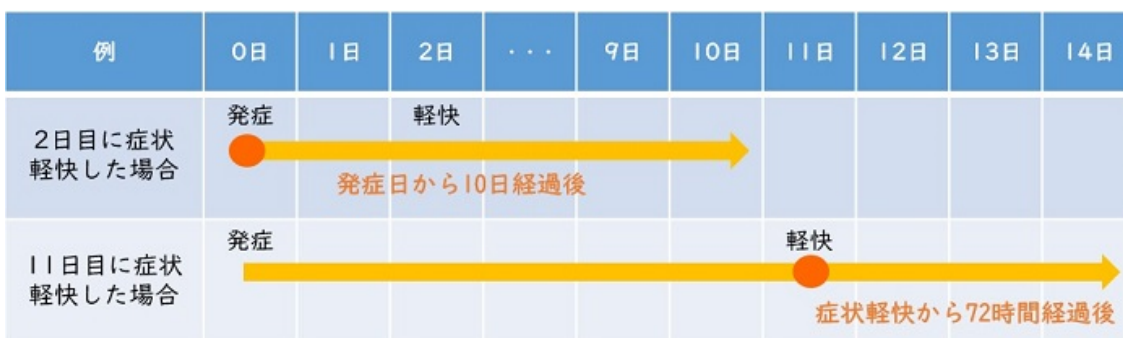 例 0日 1日 2日 ・・・ 9日 10日 11日 12日 13日 14日
2日目に症状
軽快した場合
発症 軽快
発症日から10日経過後
11日目に症状
軽快した場合
発症 軽快
症状軽快から72時間経過後